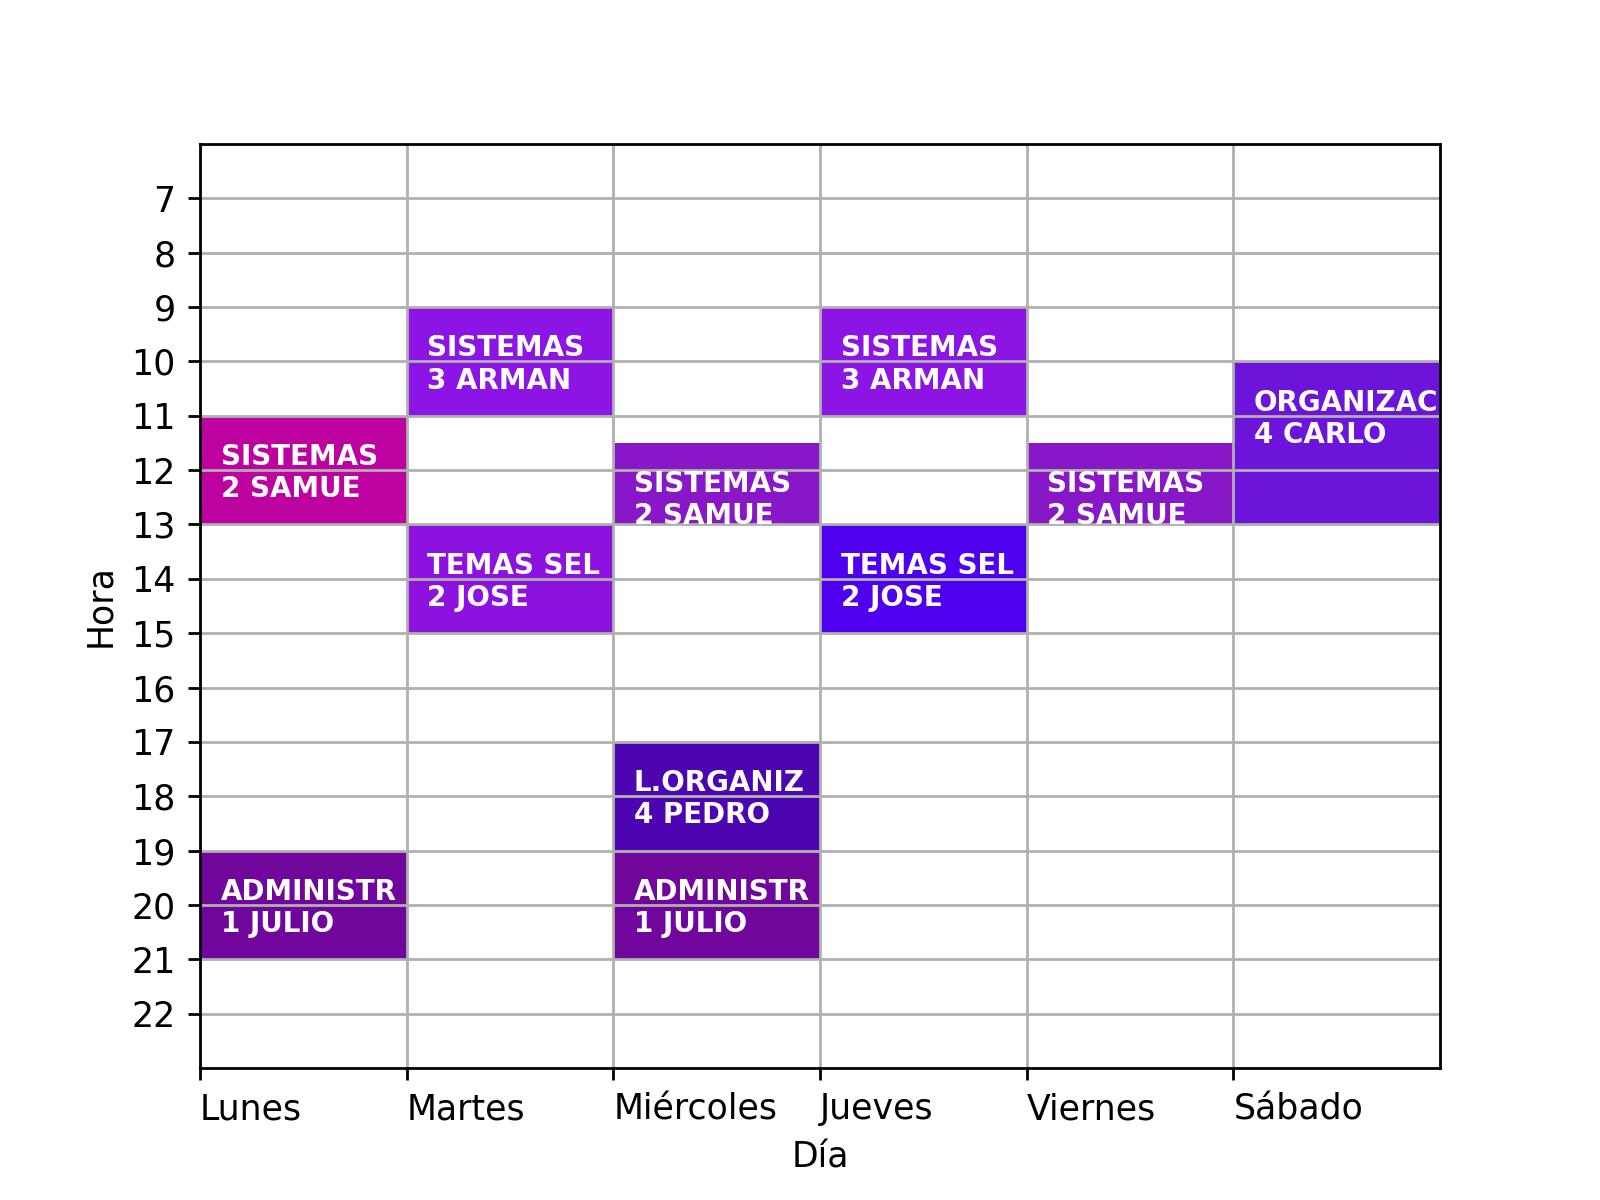 7
8
9
SISTEMAS
3 ARMAN
SISTEMAS
3 ARMAN
10
ORGANIZAC
4 CARLO
11
SISTEMAS
2 SAMUE
12
SISTEMAS
2 SAMUE
SISTEMAS
2 SAMUE
13
TEMAS SEL
2 JOSE
TEMAS SEL
2 JOSE
14
Hora
15
16
17
L.ORGANIZ
4 PEDRO
18
19
ADMINISTR
1 JULIO
ADMINISTR
1 JULIO
20
21
22
Lunes
Martes
Miércoles
Jueves
Viernes
Sábado
Día